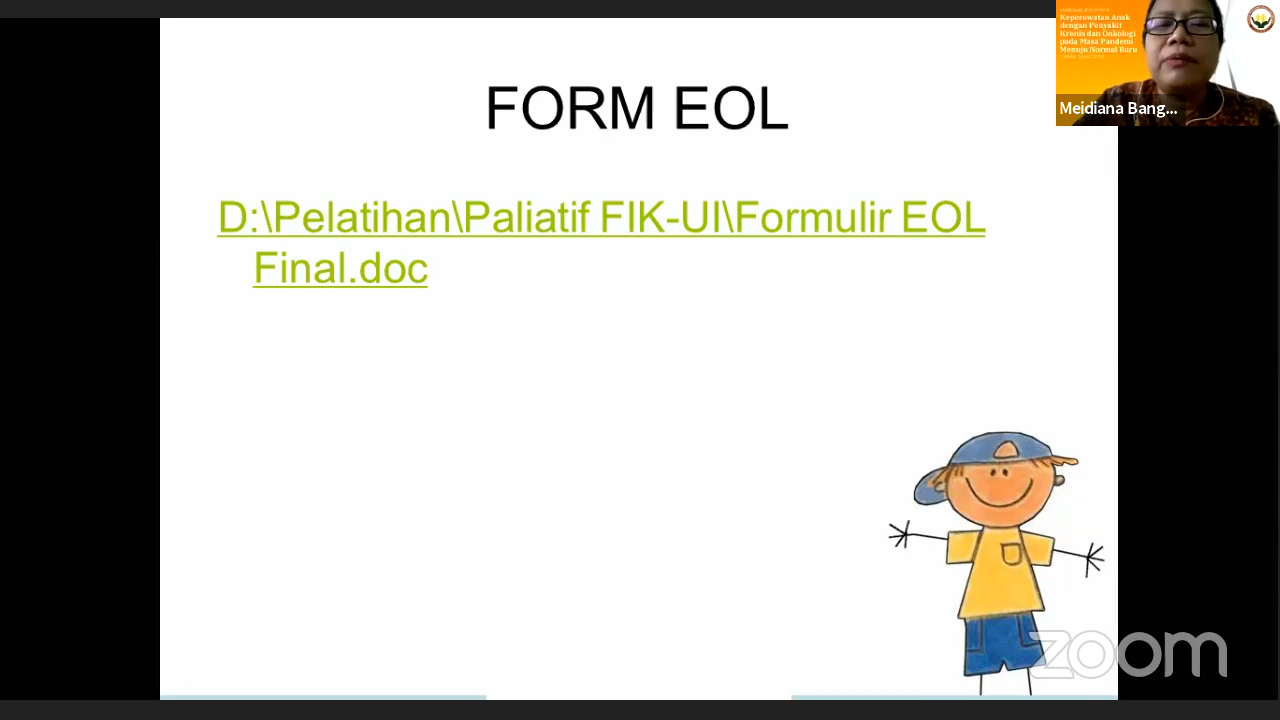 FORM EOL
D:\Pelatihan\Paliatif FIK-UI\Formulir EOL
Final.doc
Keperawatan Anak
dengan Penyakit
Kronis dan Onkologi
pada Masa Pandemi
Menuju Normal Baru
Meidiana Bang...
zoom